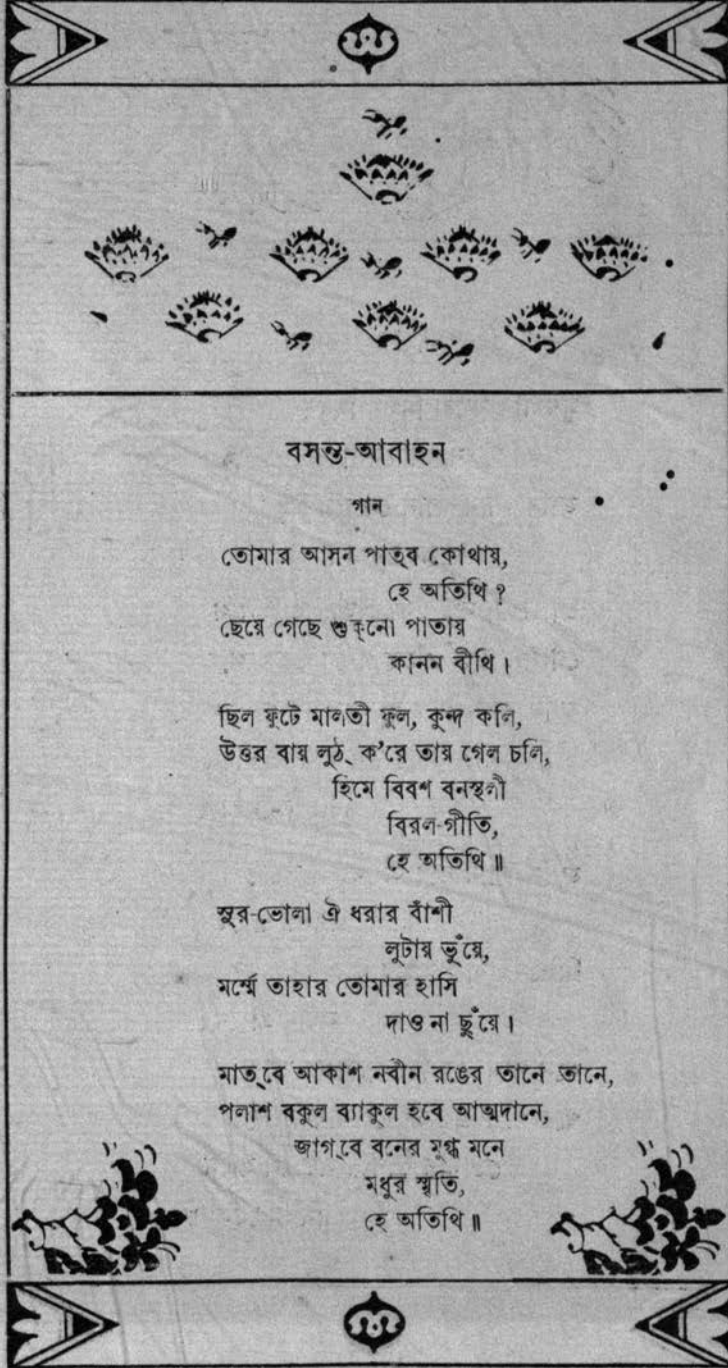 বসন্ত-আবাহন
গান
তোমার আসন পাত্‌ব কোথায়,
হে অতিথি ?
ছেয়ে গেছে শুক্‌নো পাতায়
কানন বীথি ।
ছিল ফুটে মালতী ফুল, কুন্দ কলি,
উত্তর বায় লুঠ্‌ ক’রে তায় গেল চলি,
হিমে বিবশ বনস্থলী
বিরল-গীতি,
হে অতিথি ॥
সুর-ভোলা ঐ ধরার বাঁশী
লুটায় ভুঁয়ে,
মর্ম্মে তাহার তোমার হাসি
দাও না ছুঁয়ে ।
মাত্‌বে আকাশ নবীন রঙের তানে তানে,
পলাশ বকুল ব্যাকুল হবে আত্মদানে,
জাগ্‌বে বনের মুগ্ধ মনে
মধুর স্মৃতি,
হে অতিথি ॥